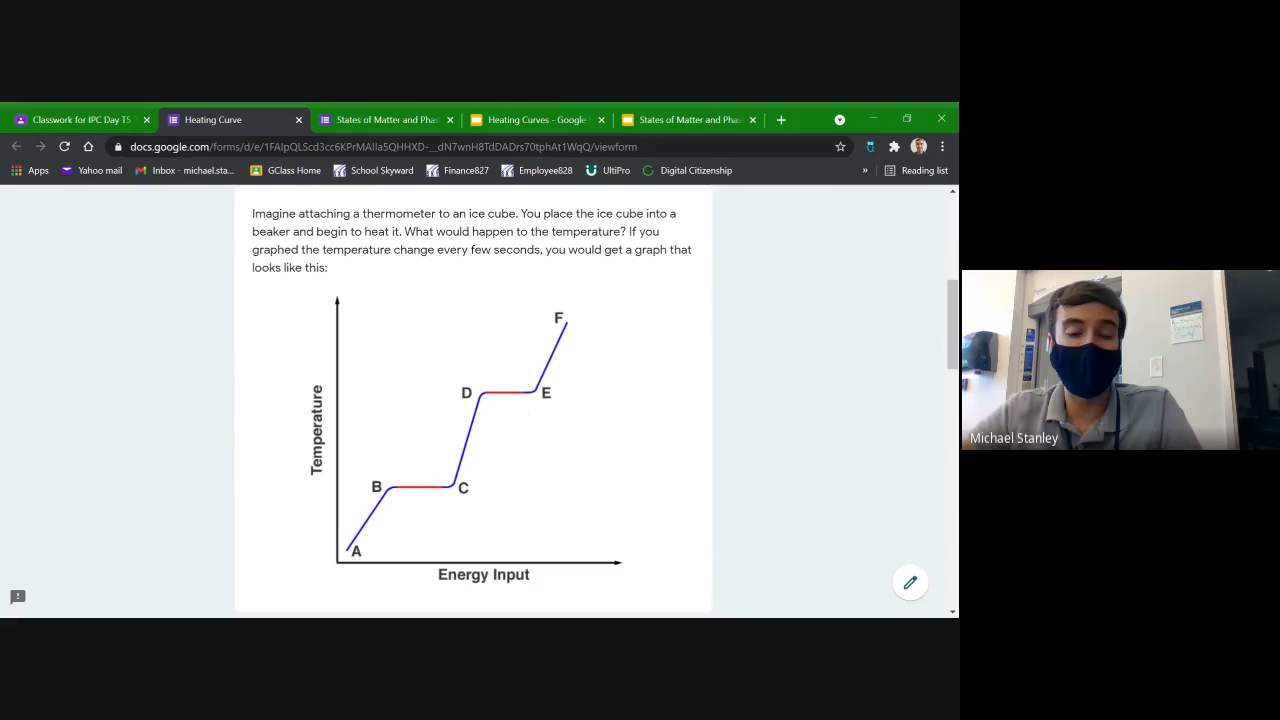 Classwork for IPC Day T5
Heating Curve
States of Matter and Phas
Heating Curves - Google
States of Matter and Phas
docs.google.com/forms/d/e/
Apps
Yahoo mail
Inbox - michael.sta...
GClass Home
School Skyward
Finance827
Employee828
UltiPro
Digital Citizenship
»
Reading list
Imagine attaching a thermometer to an ice cube. You place the ice cube into a
beaker and begin to heat it. What would happen to the temperature? If you
graphed the temperature change every few seconds, you would get a graph that
looks like this:
F
D
E
Temperature
B
C
A
Energy Input
Michael Stanley